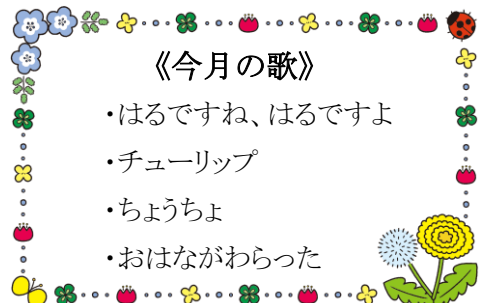 《今月の歌》
・はるですね、はるですよ
・チューリップ
・ちょうちょ
・おはながわらった